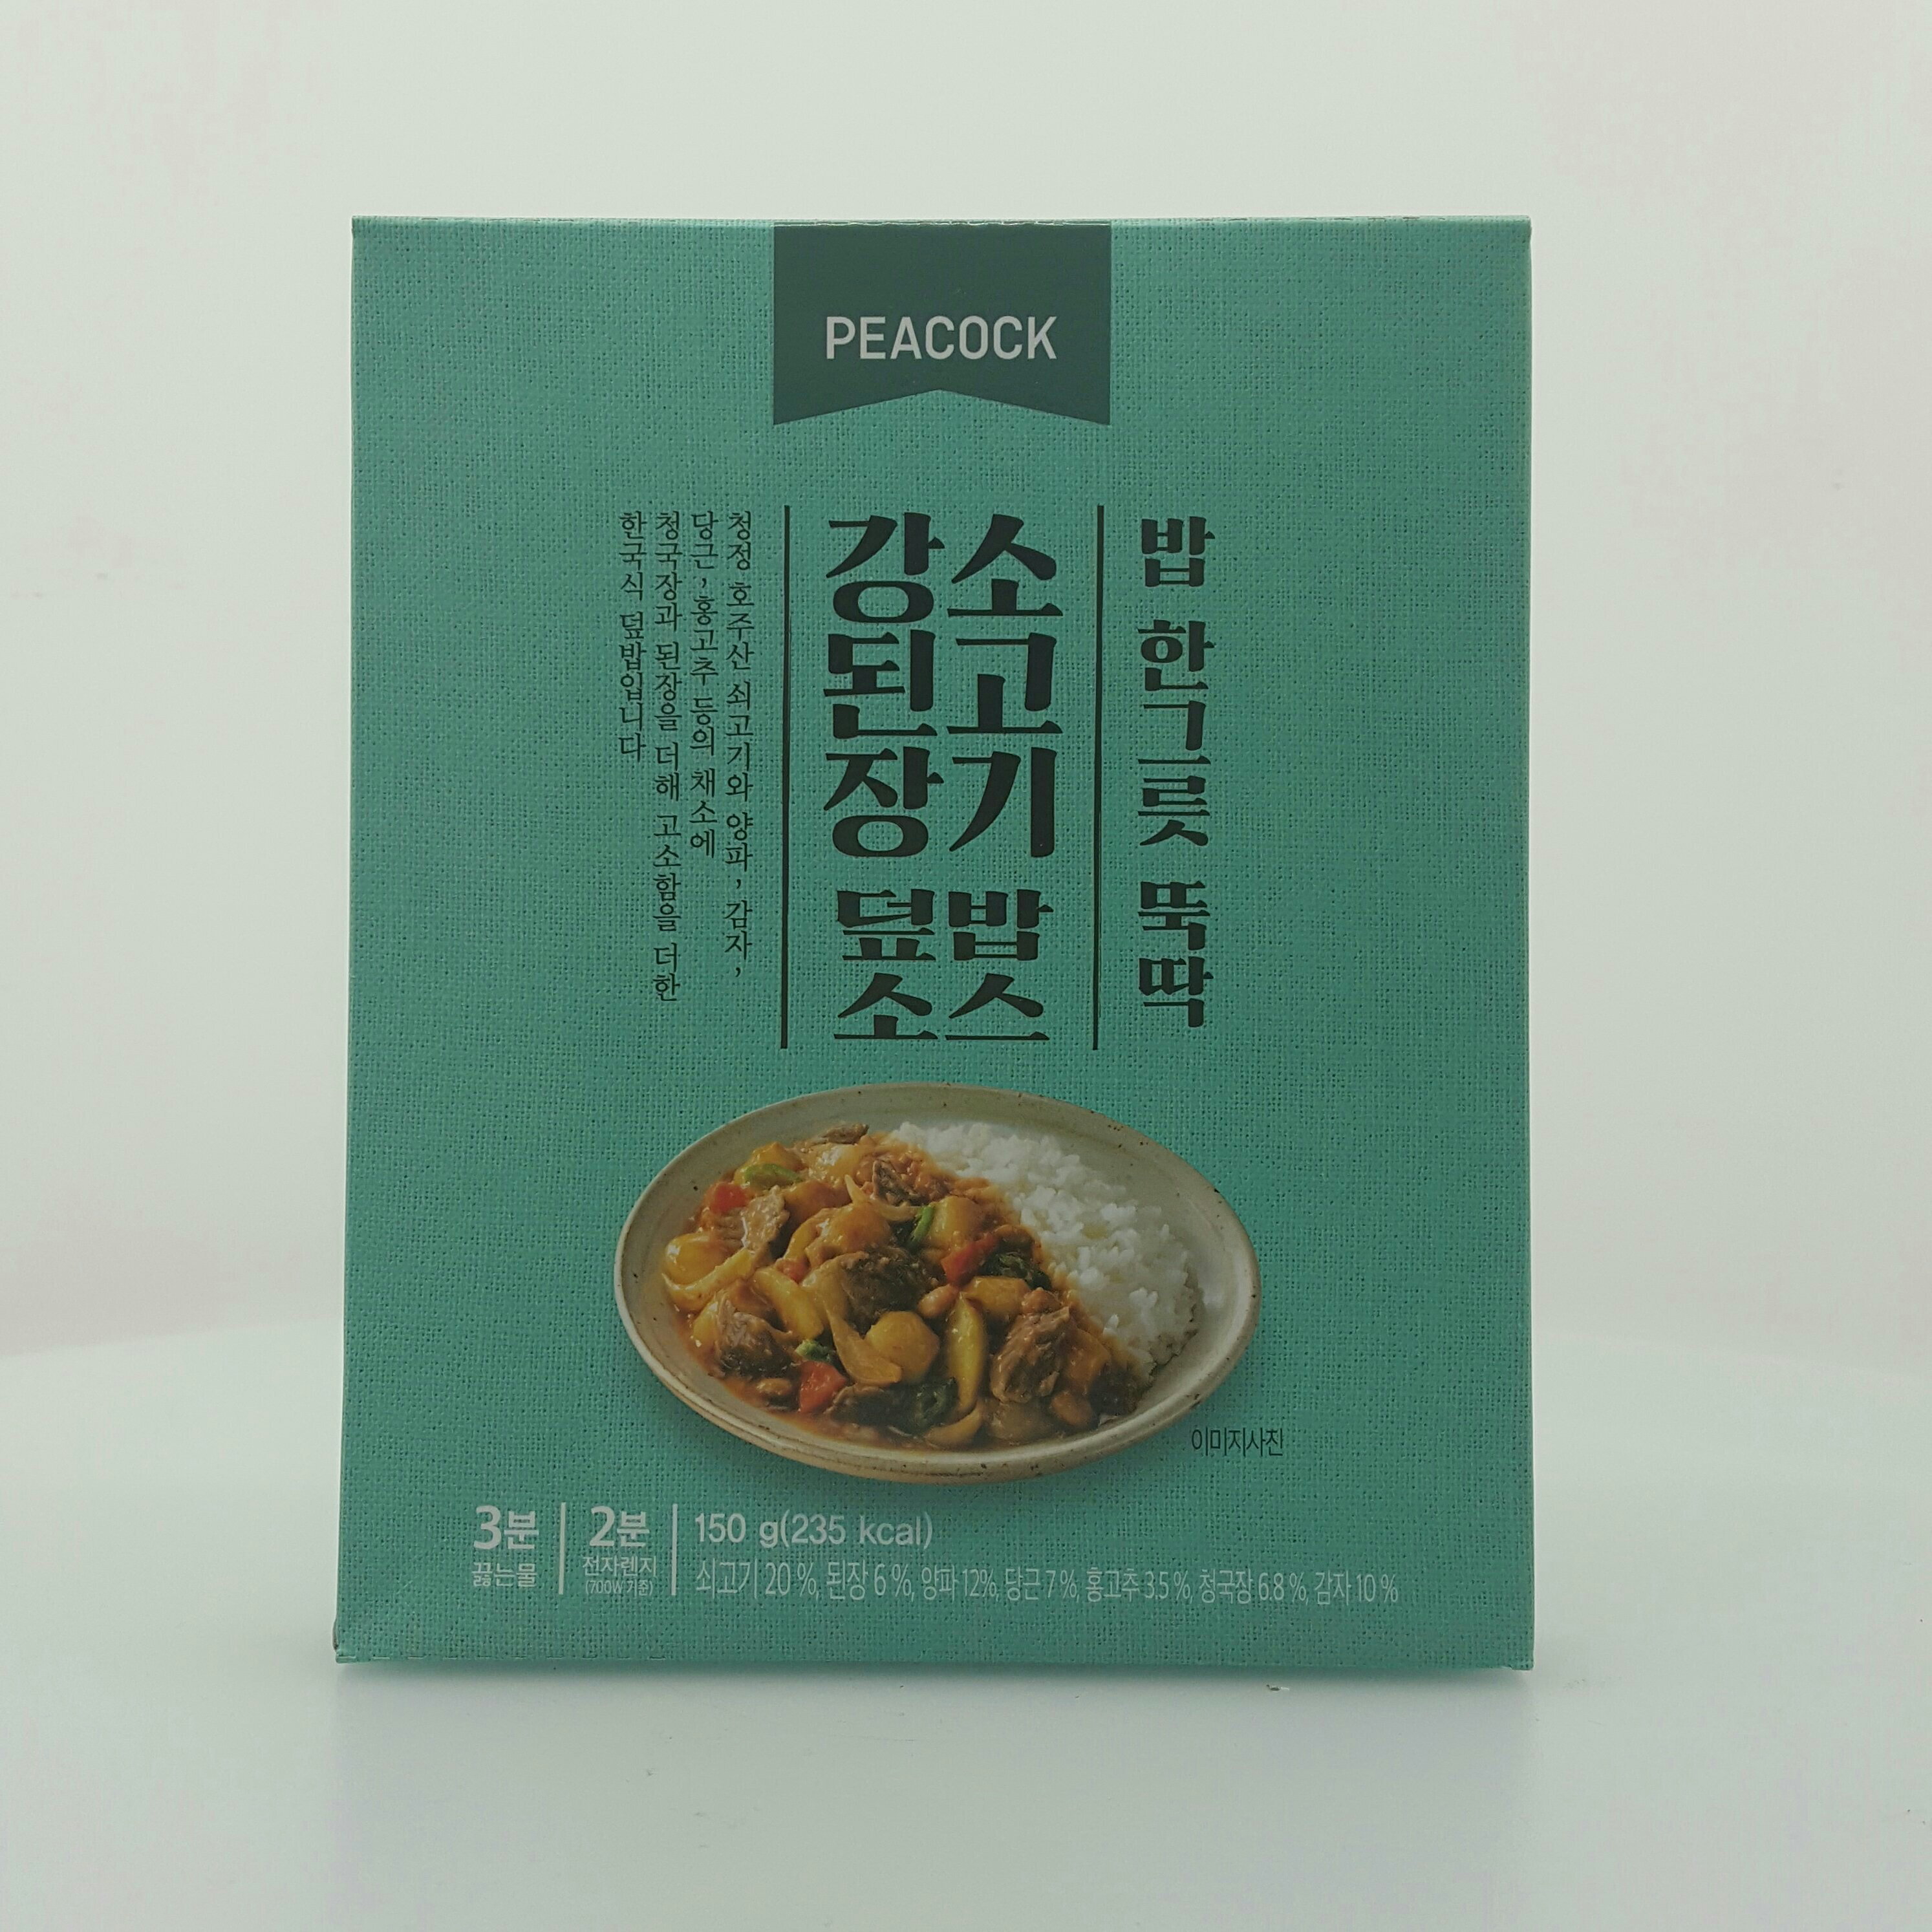 PEACOCK
밥 한그릇 뚝딱
소고기
강된장
덮밥
소스
청정 호주산 쇠고기와 양파, 감자,
당근, 홍고추 등의 채소에
청국장과 된장을 더해 고소함을 더한
한국식 덮밥입니다
이미지사진
3분
끓는물
2분
전자렌지
(700W 기준)
150 g(235 kcal)
쇠고기 20 %, 된장 6 %, 양파 12%, 당근 7 %, 홍고추 3.5 %, 청국장 6.8 %, 감자 10 %